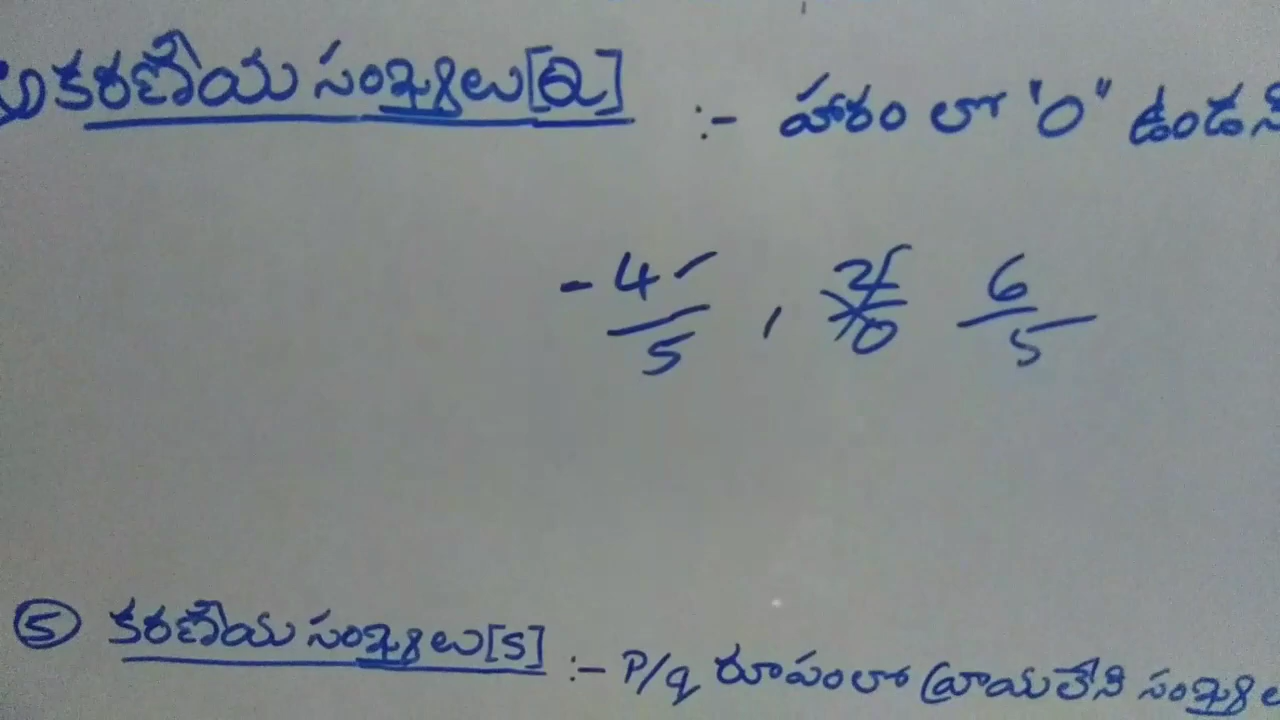 అకరణీయ సంఖ్యలు [Q] :- హారం లో "0" ఉండని
-4/5 , 2/0 6/5
⑤ కరణీయ సంఖ్యలు [S] :- P/q రూపంలో వ్రాయలేని సంఖ్యలు